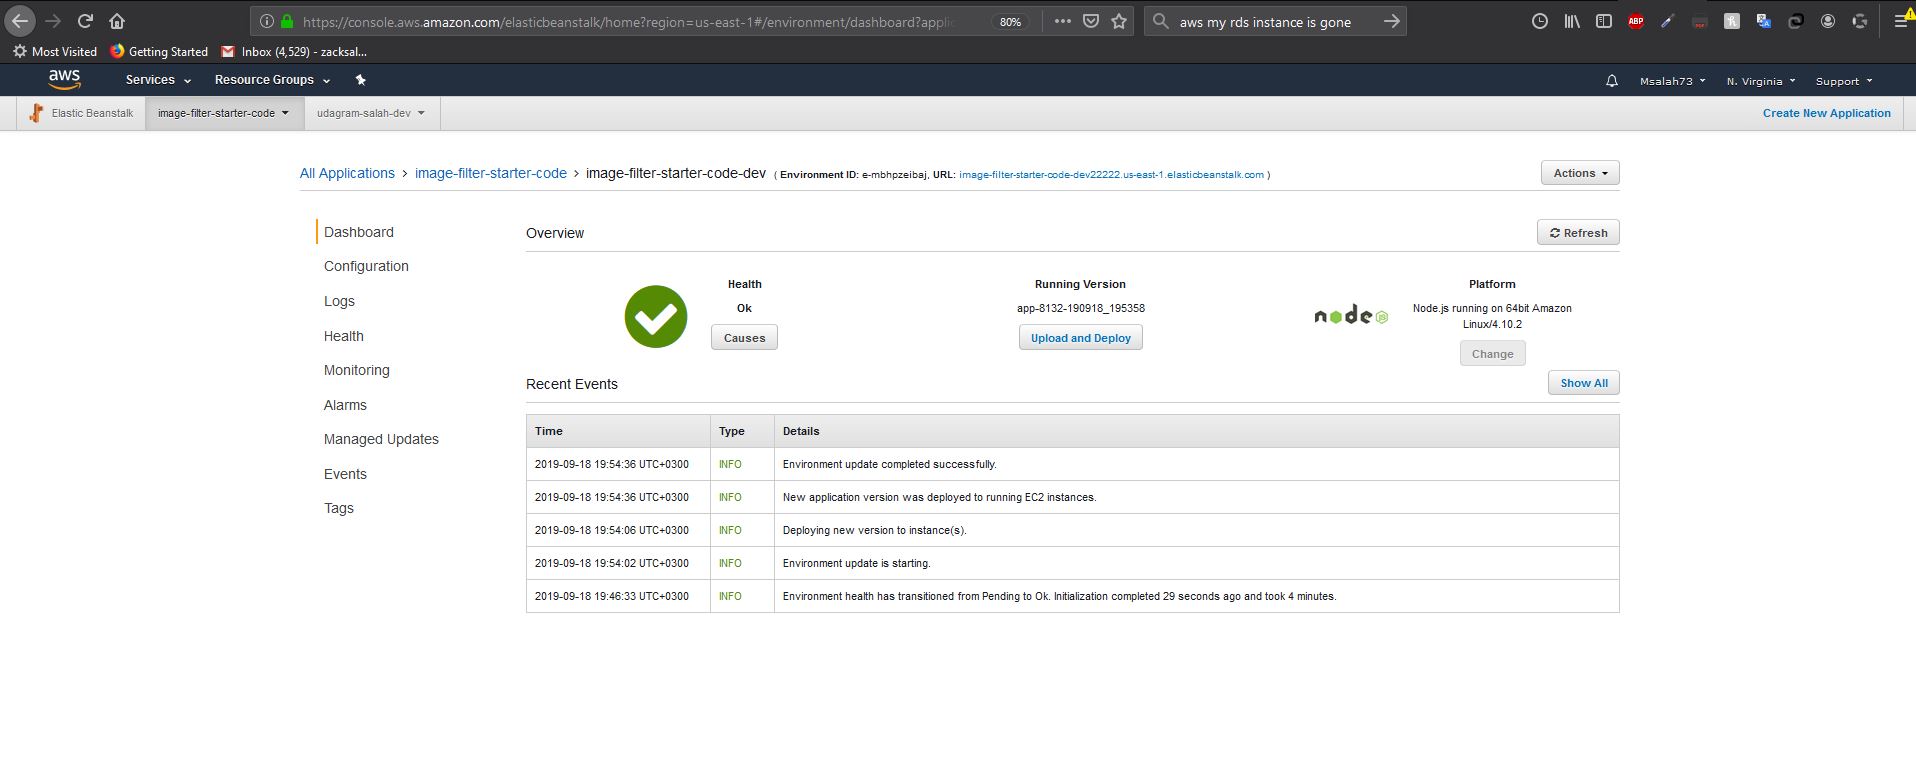 https://console.aws.amazon.com/elasticbeanstalk/home?region=us-east-1#/environment/dashboard?applic
80%
aws my rds instance is gone
Most Visited Getting Started Inbox (4,529) - zacksal...
aws Services Resource Groups Msalah73 N. Virginia Support
Elastic Beanstalk image-filter-starter-code udagram-salah-dev Create New Application
All Applications > image-filter-starter-code > image-filter-starter-code-dev ( Environment ID: e-mbhpzeibaj, URL: image-filter-starter-code-dev22222.us-east-1.elasticbeanstalk.com )
Actions
Dashboard
Configuration
Logs
Health
Monitoring
Alarms
Managed Updates
Events
Tags
Overview
Refresh
Health
Ok
Causes
Running Version
app-8132-190918_195358
Upload and Deploy
node JS
Platform
Node.js running on 64bit Amazon
Linux/4.10.2
Change
Recent Events
Show All
Time Type Details
2019-09-18 19:54:36 UTC+0300 INFO Environment update completed successfully.
2019-09-18 19:54:36 UTC+0300 INFO New application version was deployed to running EC2 instances.
2019-09-18 19:54:06 UTC+0300 INFO Deploying new version to instance(s).
2019-09-18 19:54:02 UTC+0300 INFO Environment update is starting.
2019-09-18 19:46:33 UTC+0300 INFO Environment health has transitioned from Pending to Ok. Initialization completed 29 seconds ago and took 4 minutes.